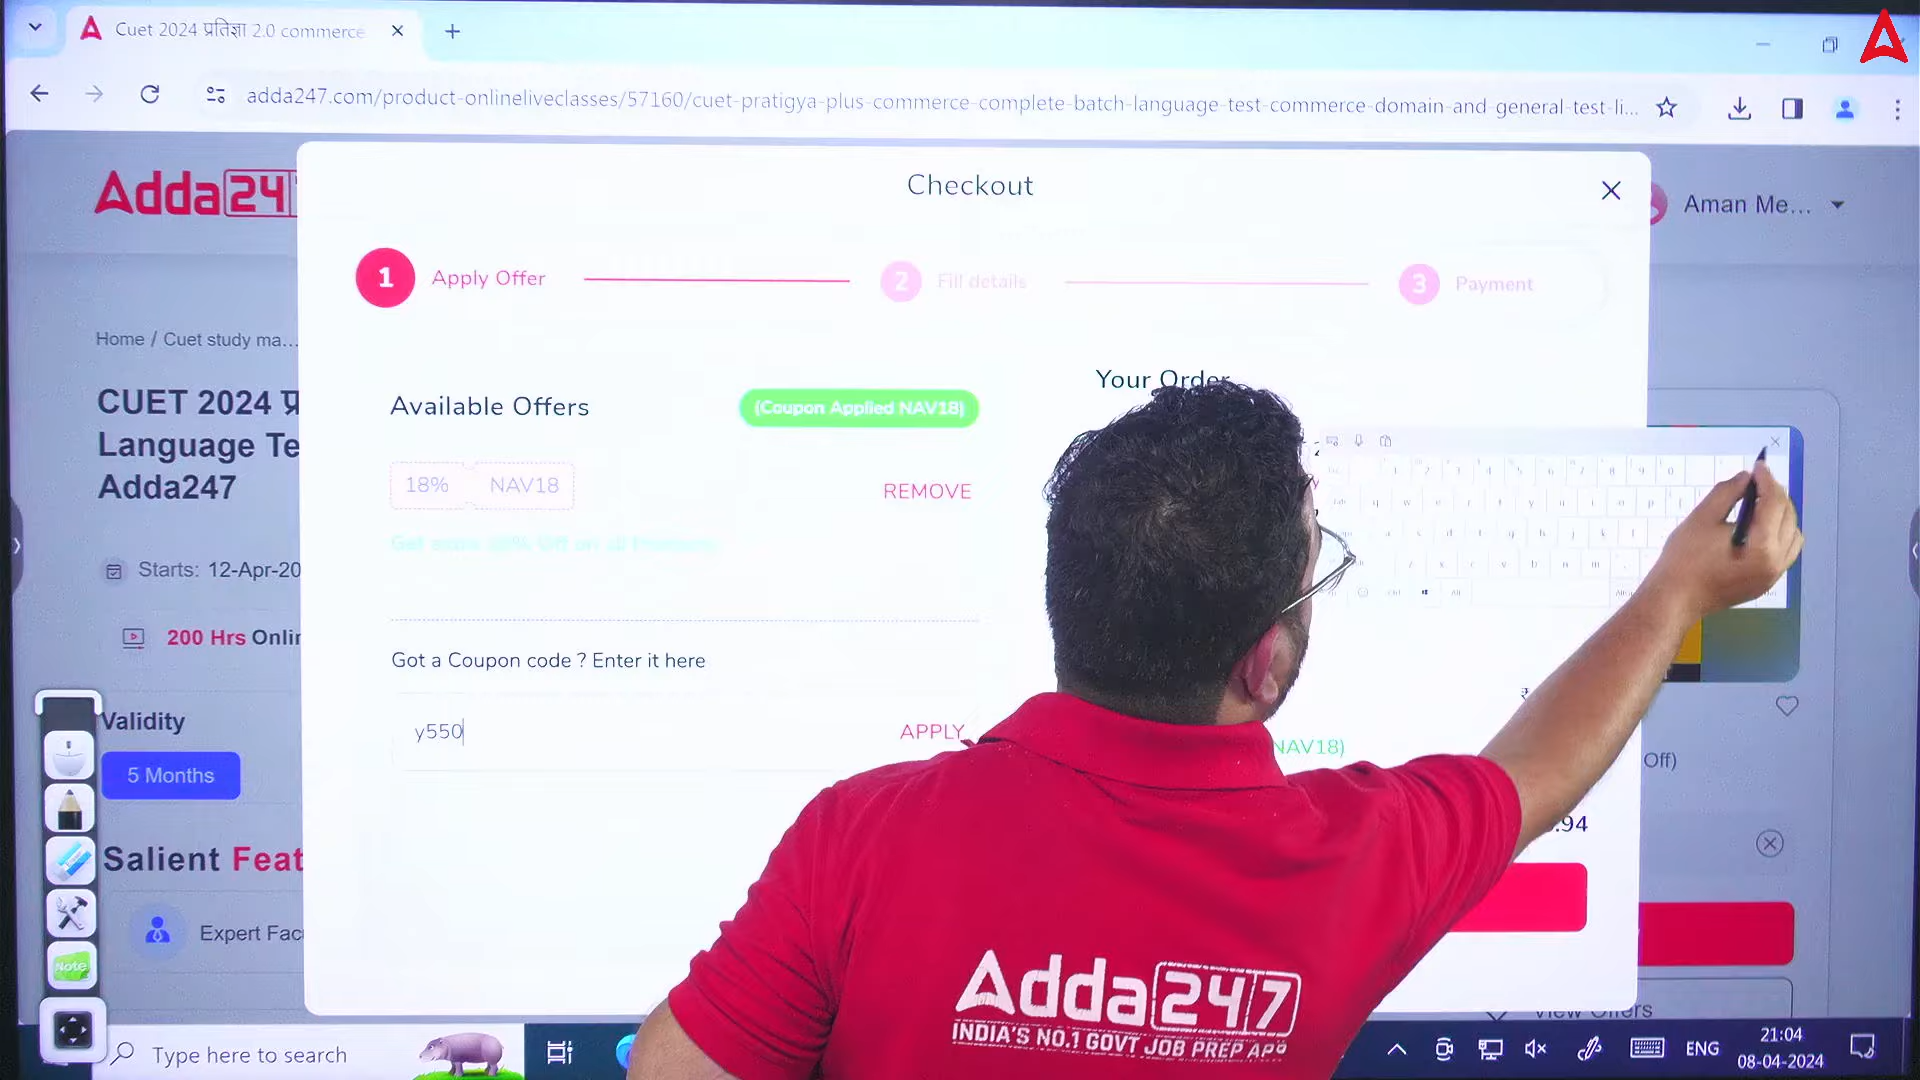 Cuet 2024 प्रतिज्ञा 2.0 commerce
adda247.com/product-onlineliveclasses/57160/cuet-pratigya-plus-commerce-complete-batch-language-test-commerce-domain-and-general-test-li...
Adda247
Checkout
Aman Me...
1 Apply Offer
2 Fill details
3 Payment
Home / Cuet study ma...
CUET 2024 प्र
Language Te
Adda247
Starts: 12-Apr-20
200 Hrs Onlin
Validity
5 Months
Salient Feat
Expert Fac
Available Offers
(Coupon Applied NAV18)
18% NAV18
REMOVE
Got a Coupon code ? Enter it here
y550
APPLY
Your Order
NAV18)
Off)
.94
View Offers
Note
Adda247
INDIA'S NO.1 GOVT JOB PREP APP
Type here to search
ENG
21:04
08-04-2024